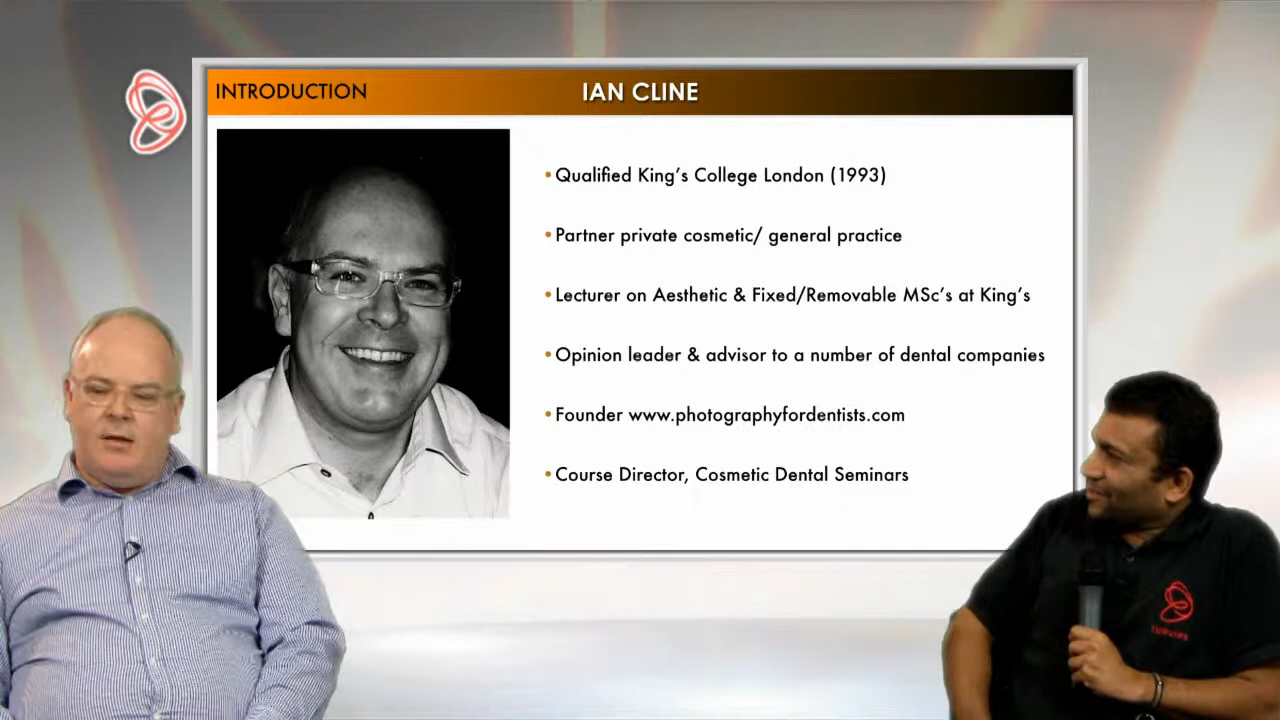 INTRODUCTION
IAN CLINE
• Qualified King's College London (1993)
• Partner private cosmetic/ general practice
• Lecturer on Aesthetic & Fixed/Removable MSc's at King's
• Opinion leader & advisor to a number of dental companies
• Founder www.photographyfordentists.com
• Course Director, Cosmetic Dental Seminars